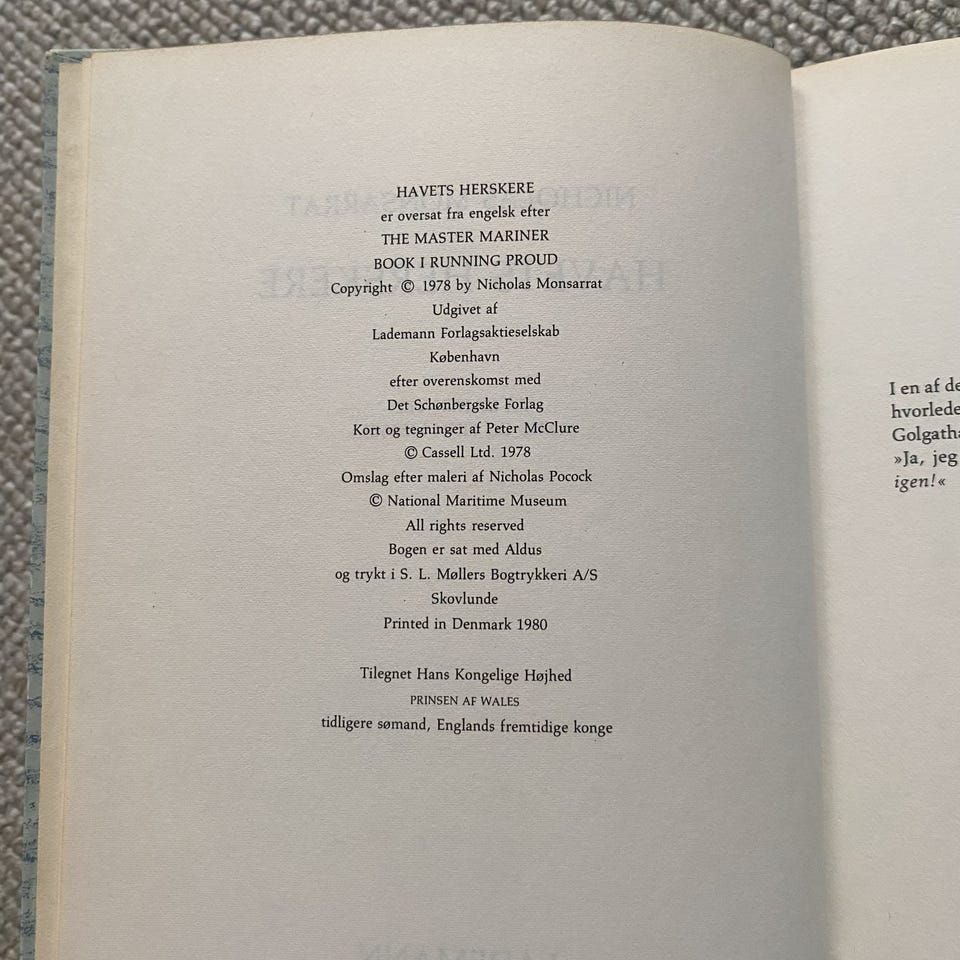 HAVETS HERSKERE
er oversat fra engelsk efter
THE MASTER MARINER
BOOK I RUNNING PROUD
Copyright © 1978 by Nicholas Monsarrat
Udgivet af
Lademann Forlagsaktieselskab
København
efter overenskomst med
Det Schønbergske Forlag
Kort og tegninger af Peter McClure
© Cassell Ltd. 1978
Omslag efter maleri af Nicholas Pocock
© National Maritime Museum
All rights reserved
Bogen er sat med Aldus
og trykt i S. L. Møllers Bogtrykkeri A/S
Skovlunde
Printed in Denmark 1980
Tilegnet Hans Kongelige Højhed
PRINSEN AF WALES
tidligere sømand, Englands fremtidige konge
I en af de
hvorlede
Golgatha
»Ja, jeg
igen!«